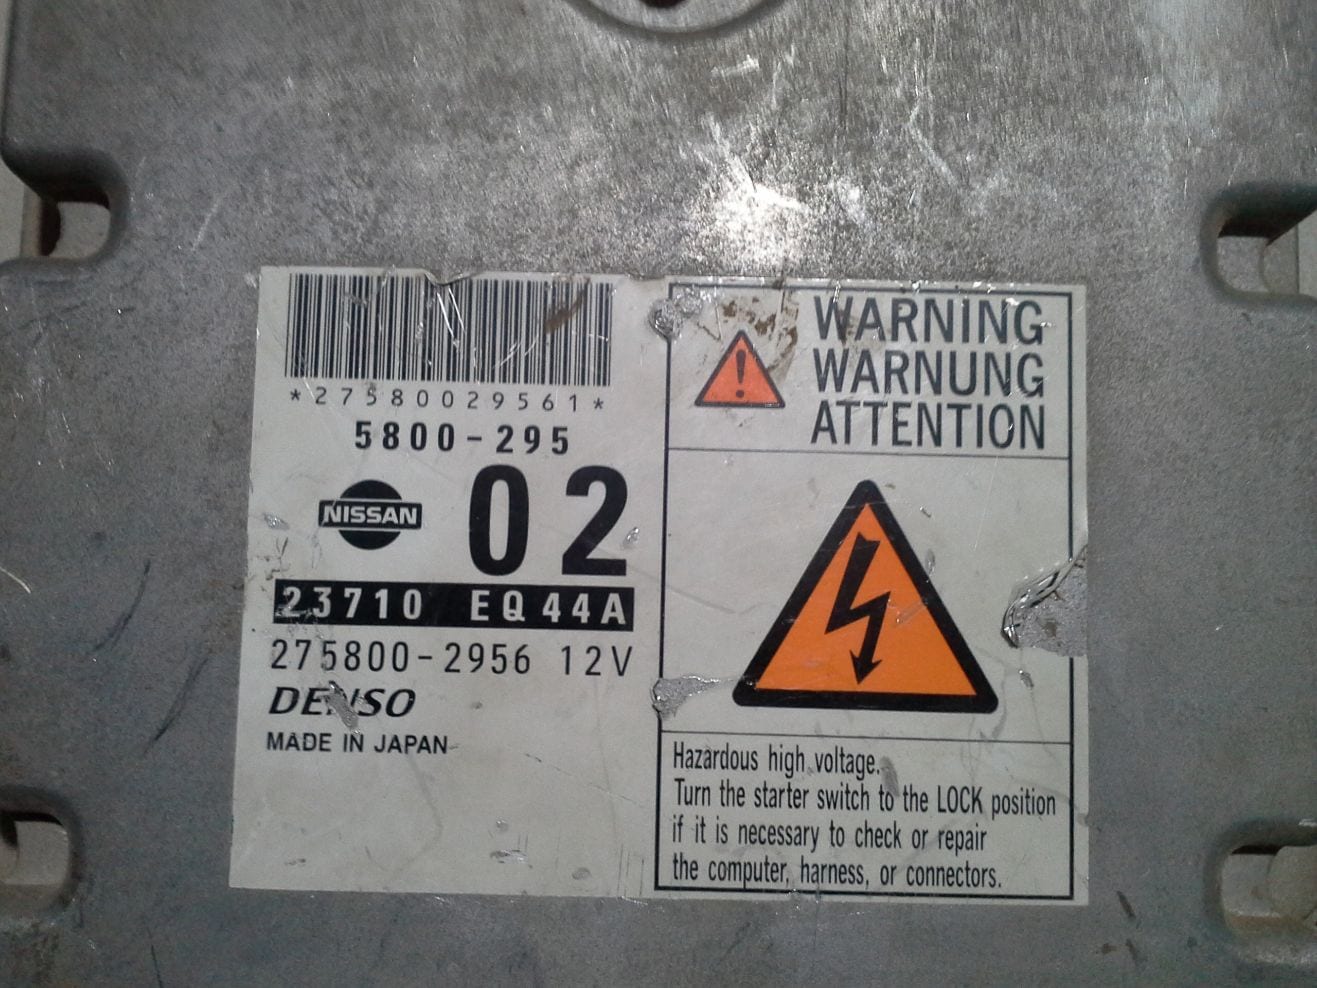 *27580029561*
5800-295
NISSAN
02
23710 EQ44A
275800-2956 12V
DENSO
MADE IN JAPAN
WARNING
WARNUNG
ATTENTION
Hazardous high voltage.
Turn the starter switch to the LOCK position
if it is necessary to check or repair
the computer, harness, or connectors.